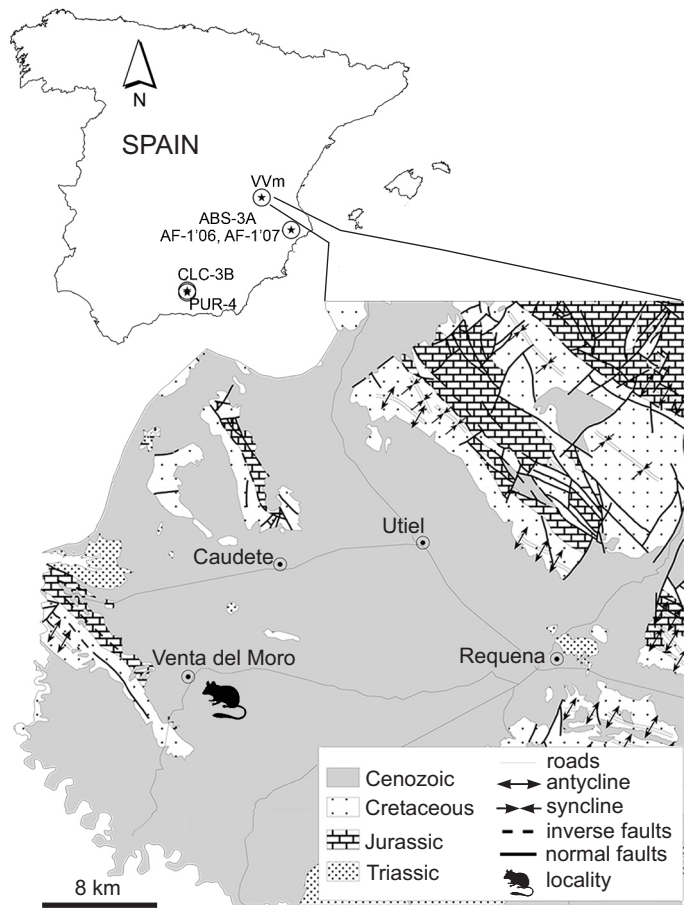 N
SPAIN
VVm
ABS-3A
AF-1'06, AF-1'07
CLC-3B
PUR-4
Utiel
Caudete
Venta del Moro
Requena
Cenozoic
Cretaceous
Jurassic
Triassic
roads
antycline
syncline
inverse faults
normal faults
locality
8 km